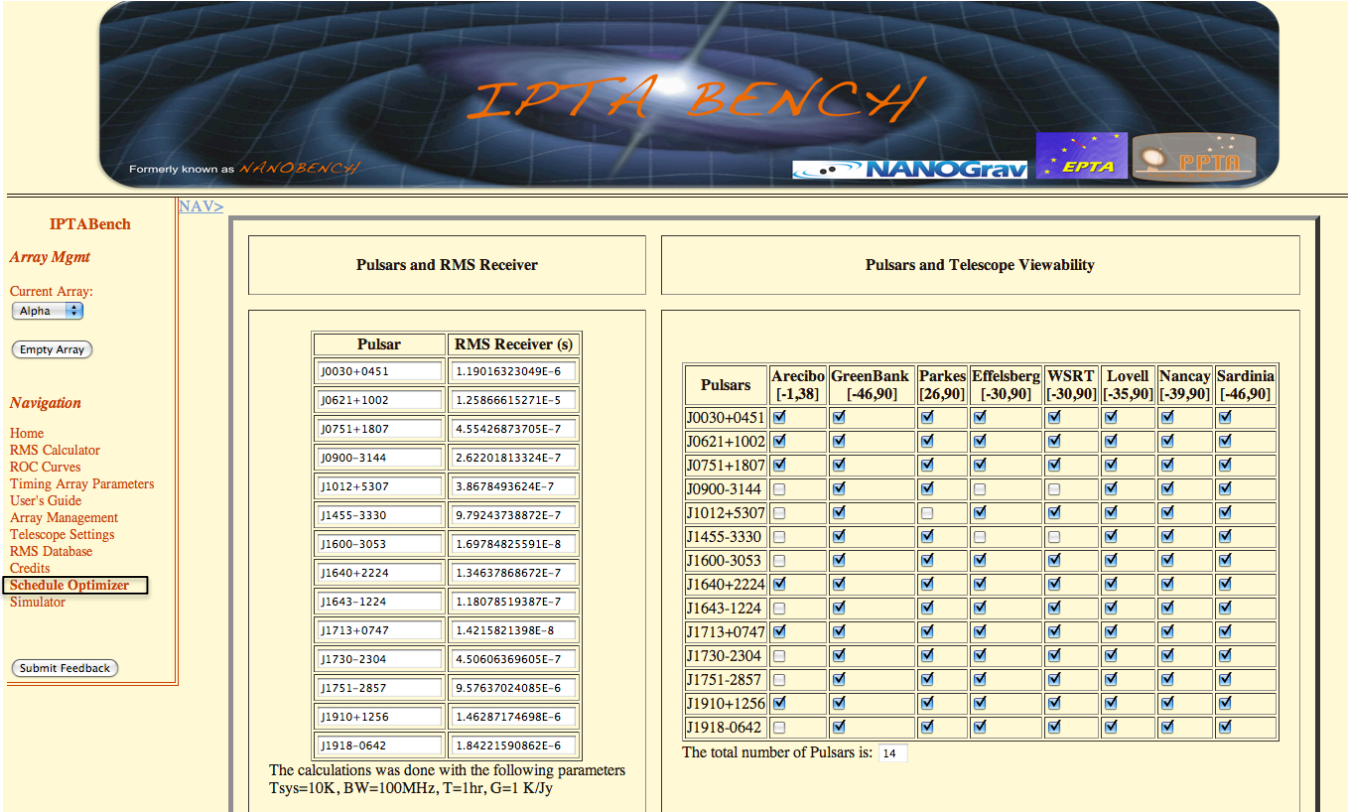 IPTA BENCH
Formerly known as NANOBENCH
NANOGrav
EPTA
PPTA
NAV>
IPTABench
Array Mgmt
Current Array:
Alpha
Empty Array
Navigation
Home
RMS Calculator
ROC Curves
Timing Array Parameters
User's Guide
Array Management
Telescope Settings
RMS Database
Credits
Schedule Optimizer
Simulator
Submit Feedback
Pulsars and RMS Receiver
Pulsar RMS Receiver (s)
J0030+0451 1.19016323049E-6
J0621+1002 1.25866615271E-5
J0751+1807 4.55426873705E-7
J0900-3144 2.62201813324E-7
J1012+5307 3.8678493624E-7
J1455-3330 9.79243738872E-7
J1600-3053 1.69784825591E-8
J1640+2224 1.34637868672E-7
J1643-1224 1.18078519387E-7
J1713+0747 1.4215821398E-8
J1730-2304 4.50606369605E-7
J1751-2857 9.57637024085E-6
J1910+1256 1.46287174698E-6
J1918-0642 1.84221590862E-6
The calculations was done with the following parameters
Tsys=10K, BW=100MHz, T=1hr, G=1 K/Jy
Pulsars and Telescope Viewability
Pulsars Arecibo GreenBank Parkes Effelsberg WSRT Lovell Nancay Sardinia
[-1,38] [-46,90] [26,90] [-30,90] [-30,90] [-35,90] [-39,90] [-46,90]
J0030+0451
J0621+1002
J0751+1807
J0900-3144
J1012+5307
J1455-3330
J1600-3053
J1640+2224
J1643-1224
J1713+0747
J1730-2304
J1751-2857
J1910+1256
J1918-0642
The total number of Pulsars is: 14